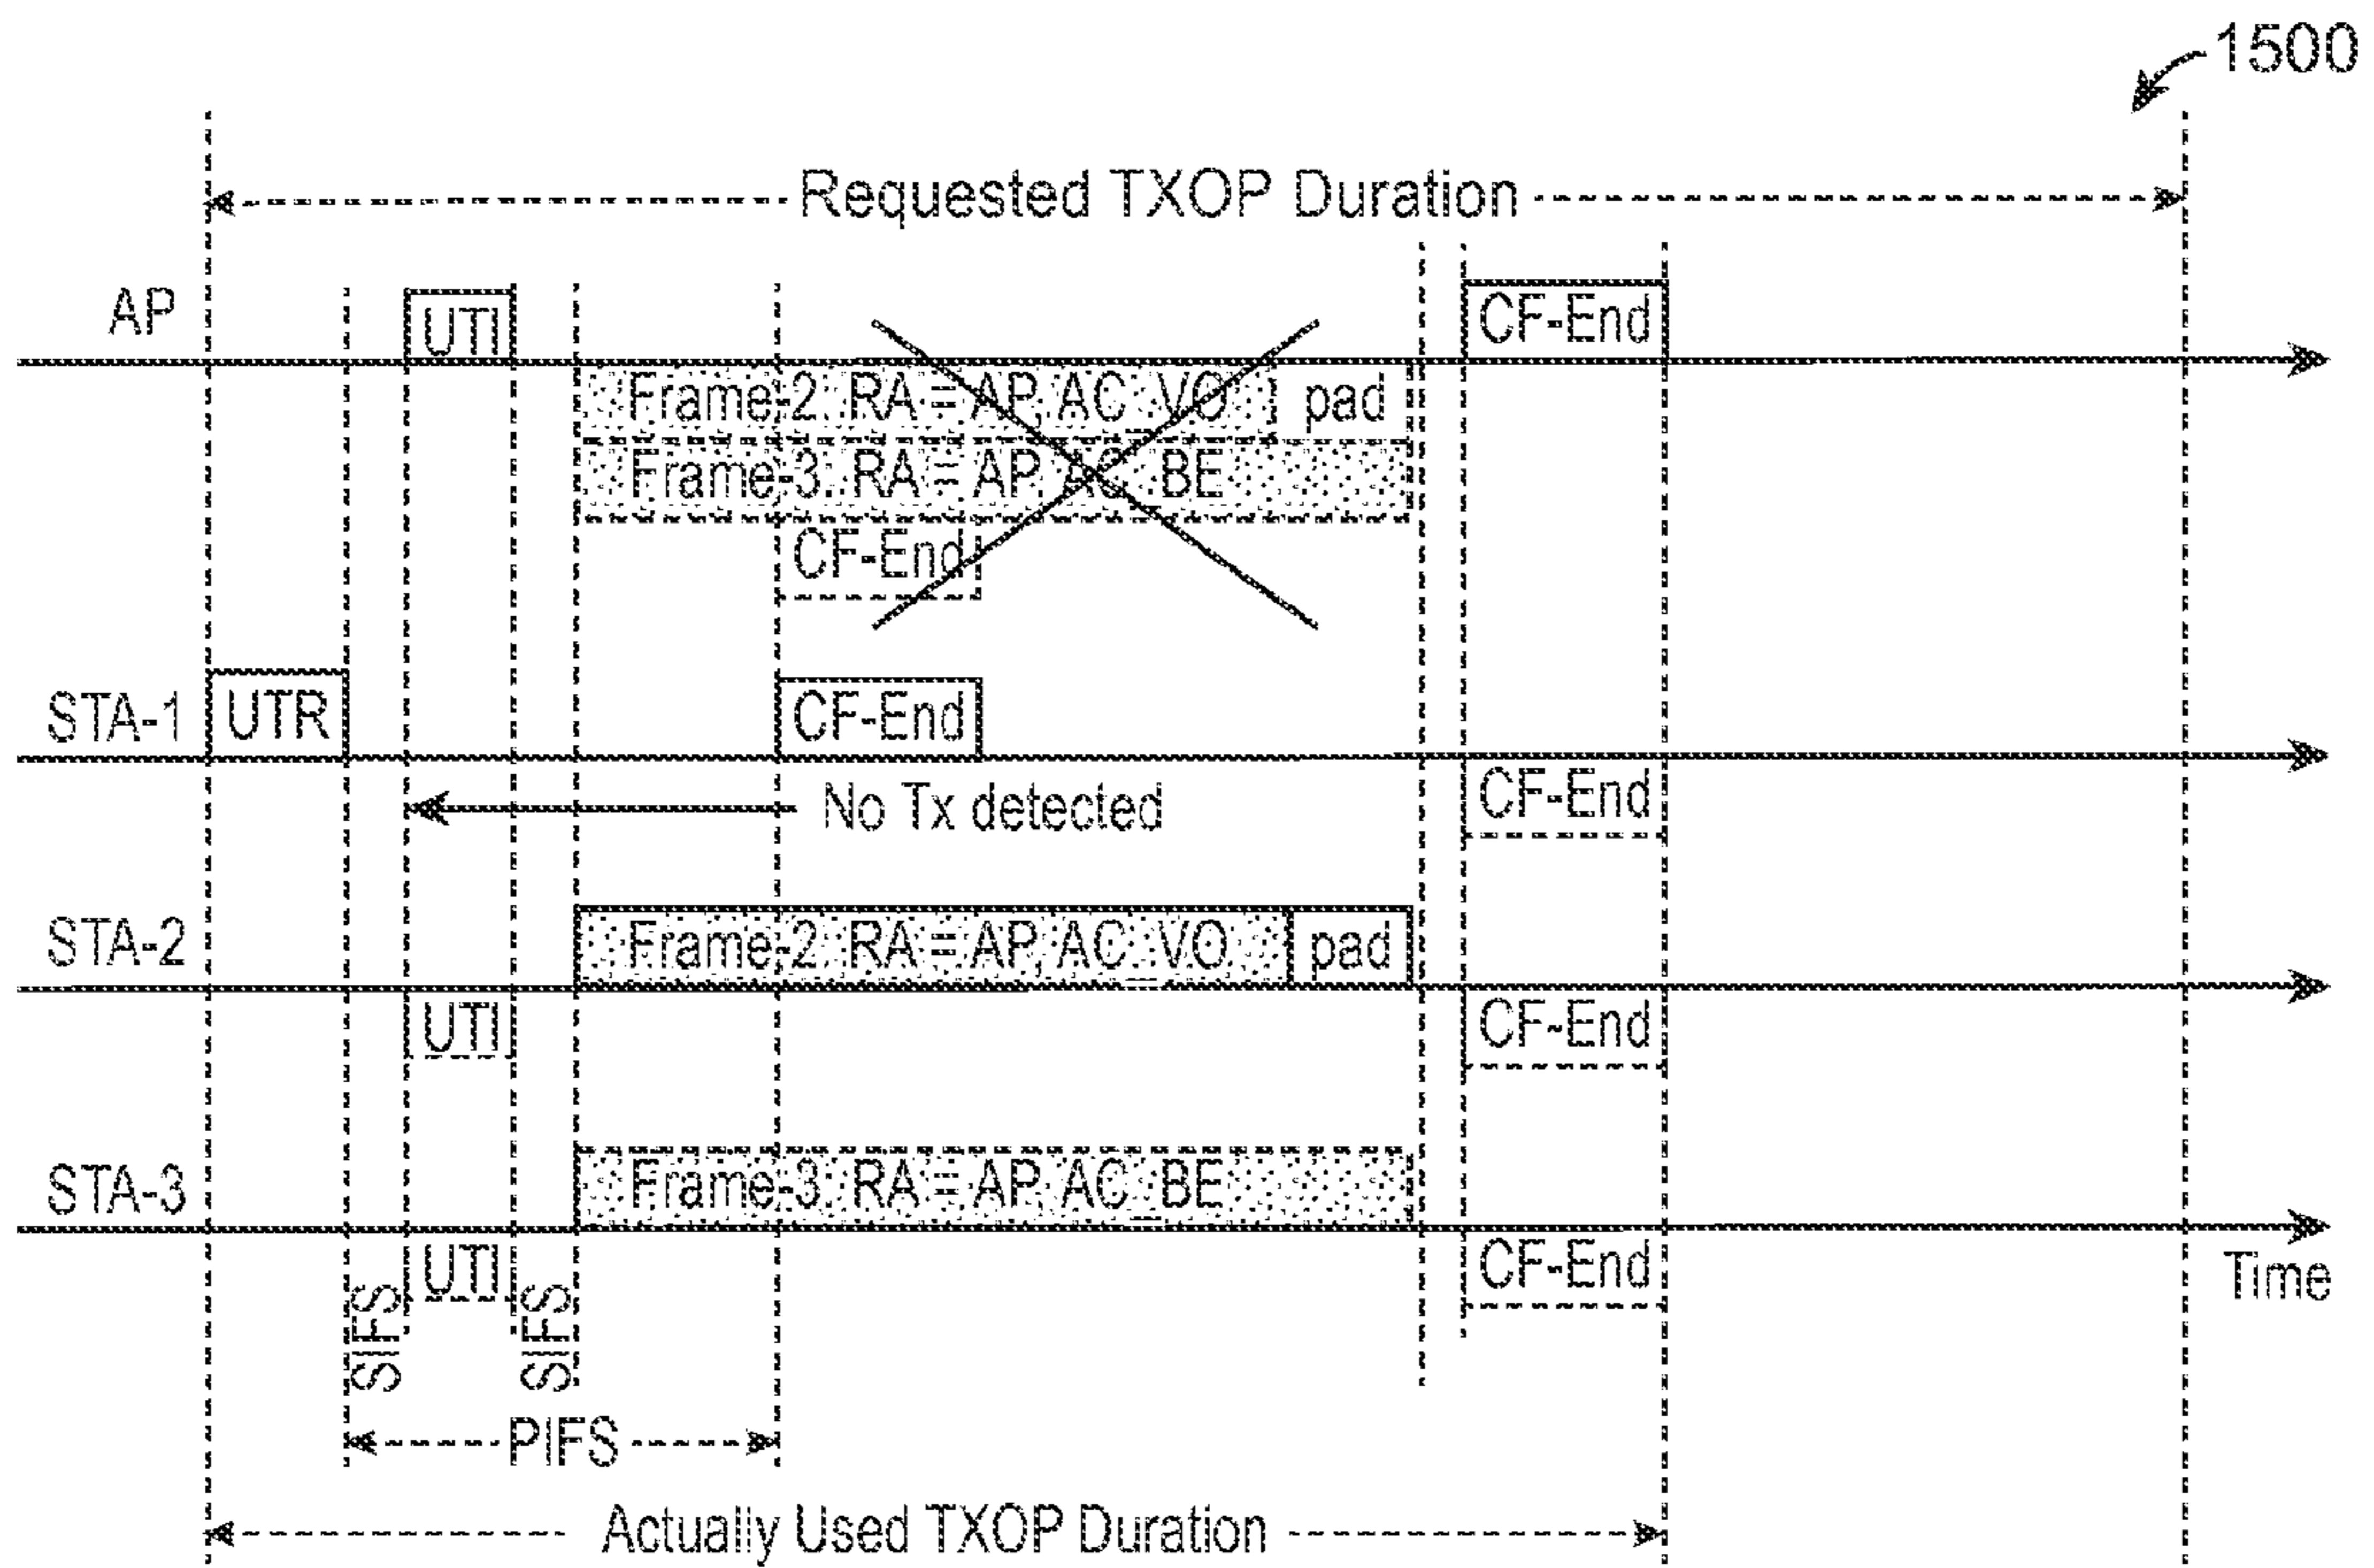 1500
Requested TXOP Duration
AP
UTI
CF-End
Frame-2: RA = AP, AC_VO
pad
Frame-3: RA = AP, AC_BE
CF-End
STA-1
UTR
CF-End
No Tx detected
CF-End
STA-2
Frame-2: RA = AP, AC_VO
pad
UTI
CF-End
STA-3
Frame-3: RA = AP, AC_BE
UTI
CF-End
Time
SIFS
SIFS
PIFS
Actually Used TXOP Duration